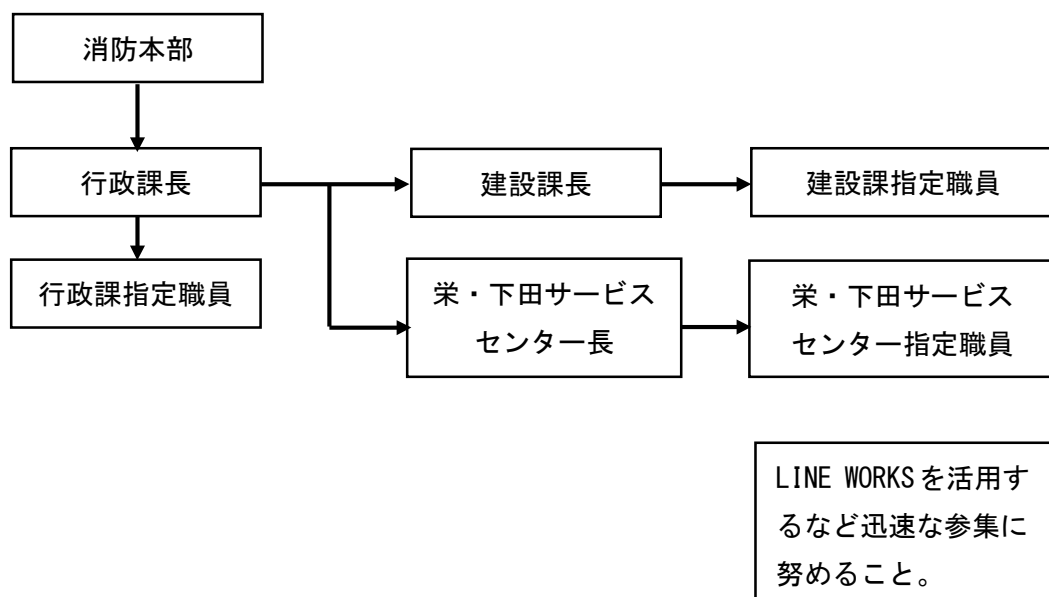 消防本部
行政課長
建設課長
建設課指定職員
行政課指定職員
栄・下田サービス
センター長
栄・下田サービス
センター指定職員
LINE WORKSを活用す
るなど迅速な参集に
努めること。